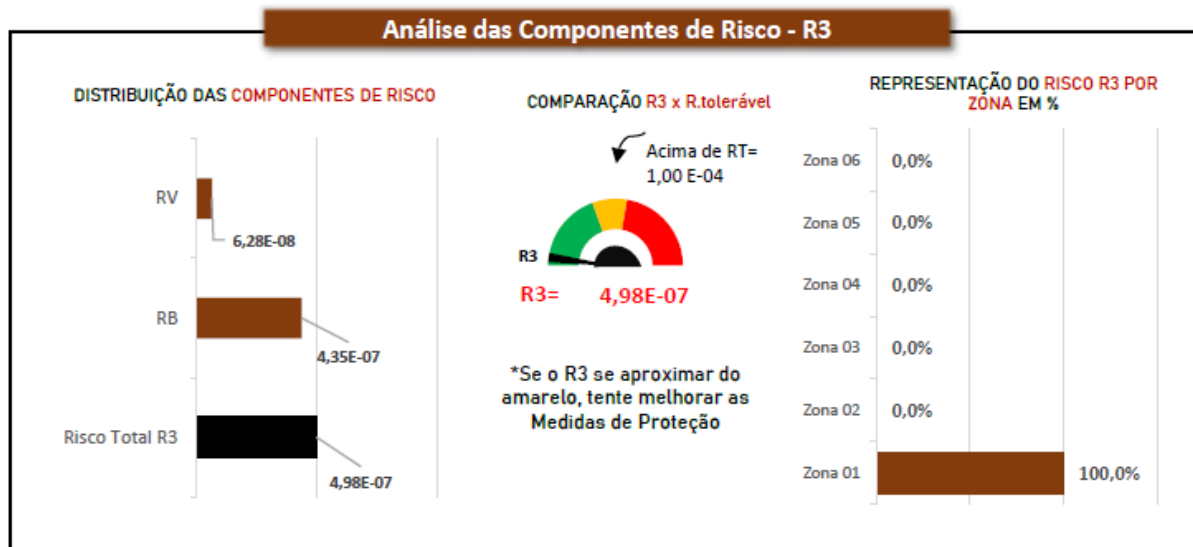 Análise das Componentes de Risco - R3
DISTRIBUIÇÃO DAS COMPONENTES DE RISCO
RV
6,28E-08
RB
4,35E-07
Risco Total R3
4,98E-07
COMPARAÇÃO R3 x R.tolerável
Acima de RT=
1,00 E-04
R3
R3= 4,98E-07
*Se o R3 se aproximar do
amarelo, tente melhorar as
Medidas de Proteção
REPRESENTAÇÃO DO RISCO R3 POR
ZONA EM %
Zona 06 0,0%
Zona 05 0,0%
Zona 04 0,0%
Zona 03 0,0%
Zona 02 0,0%
Zona 01 100,0%